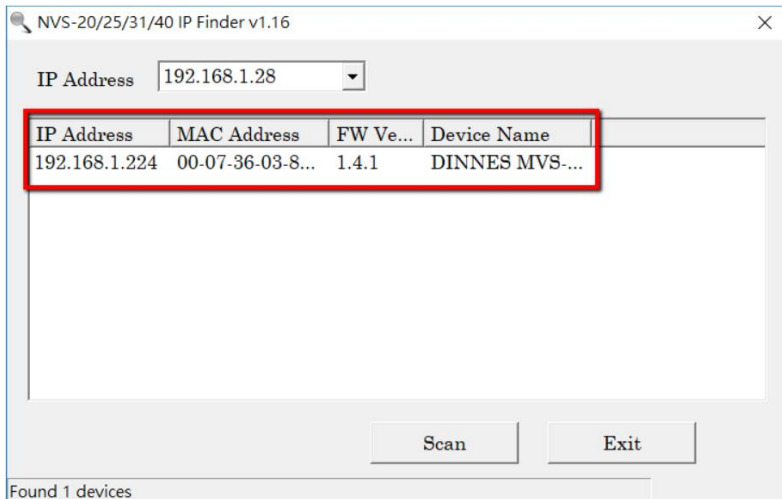 NVS-20/25/31/40 IP Finder v1.16
IP Address 192.168.1.28
IP Address MAC Address FW Ve... Device Name
192.168.1.224 00-07-36-03-8... 1.4.1 DINNES MVS-...
Scan Exit
Found 1 devices